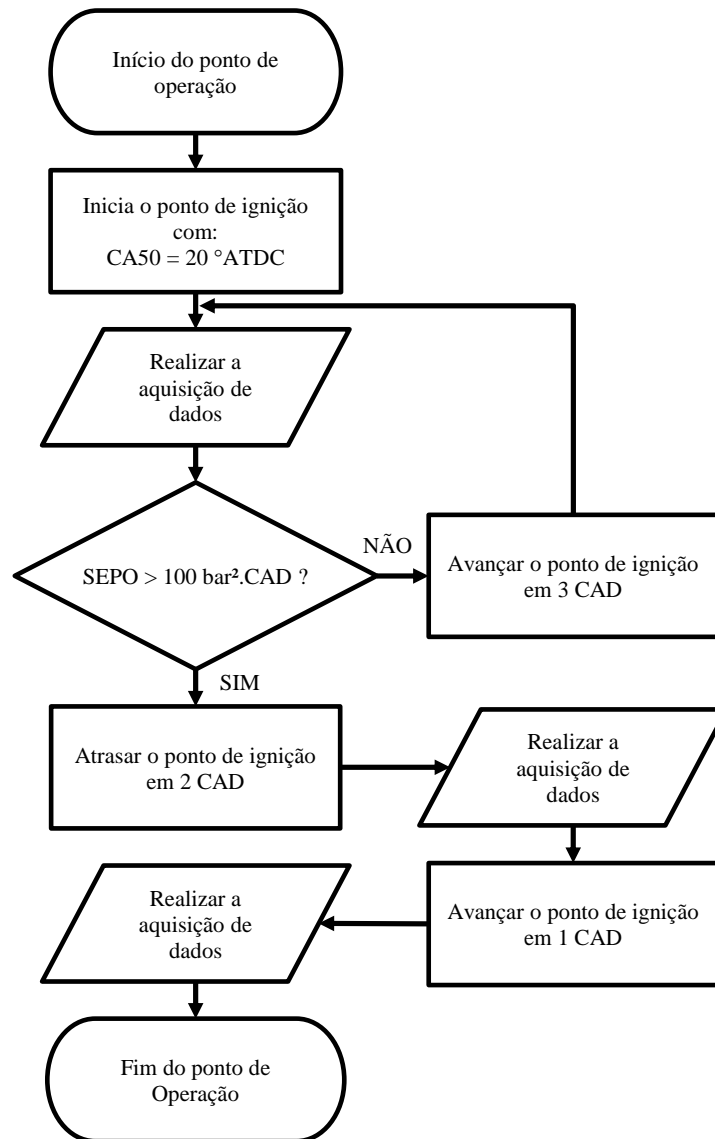 Início do ponto de
operação
Inicia o ponto de ignição
com:
CA50 = 20 °ATDC
Realizar a
aquisição de
dados
SEPO > 100 bar².CAD ?
NÃO
Avançar o ponto de ignição
em 3 CAD
SIM
Atrasar o ponto de ignição
em 2 CAD
Realizar a
aquisição de
dados
Avançar o ponto de ignição
em 1 CAD
Realizar a
aquisição de
dados
Fim do ponto de
Operação